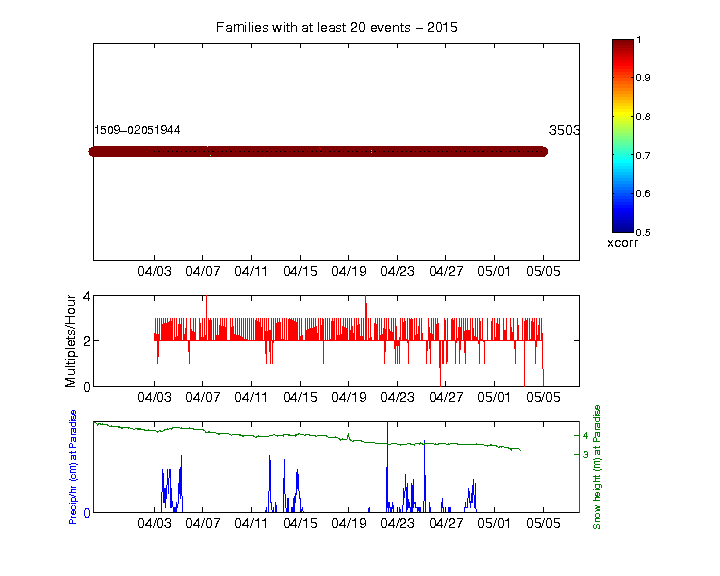 Families with at least 20 events - 2015
1509-02051944
3503
04/03 04/07 04/11 04/15 04/19 04/23 04/27 05/01 05/05
1
0.9
0.8
0.7
0.6
0.5
xcorr
Multiplets/Hour
4
2
0
04/03 04/07 04/11 04/15 04/19 04/23 04/27 05/01 05/05
Precip/hr (cm) at Paradise
0
4
3
Snow height (m) at Paradise
04/03 04/07 04/11 04/15 04/19 04/23 04/27 05/01 05/05